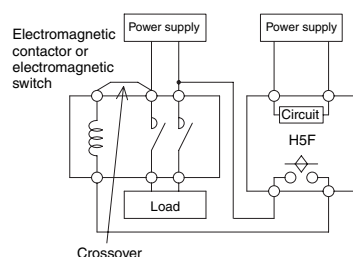 Power supply
Power supply
Electromagnetic
contactor or
electromagnetic
switch
Circuit
H5F
Load
Crossover